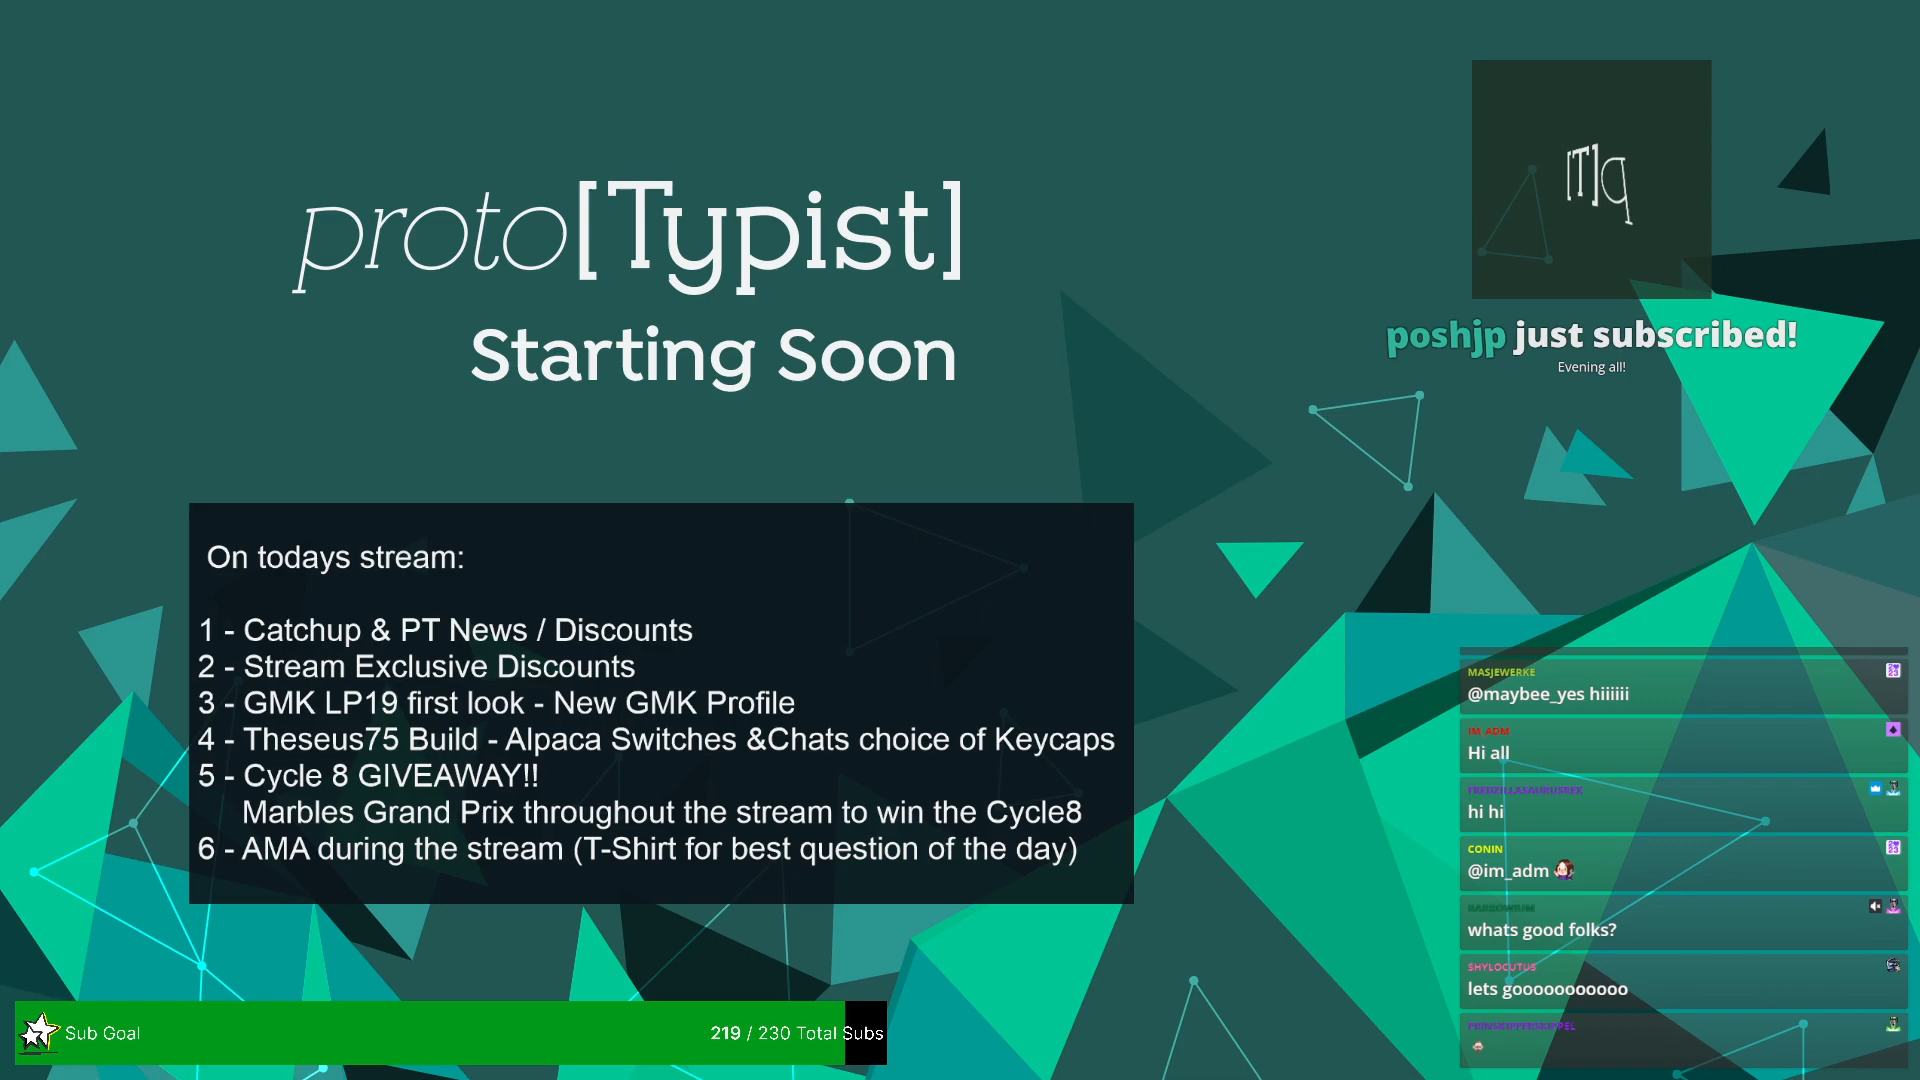 proto[Typist]
Starting Soon
poshjp just subscribed!
Evening all!
On todays stream:
1 - Catchup & PT News / Discounts
2 - Stream Exclusive Discounts
3 - GMK LP19 first look - New GMK Profile
4 - Theseus75 Build - Alpaca Switches &Chats choice of Keycaps
5 - Cycle 8 GIVEAWAY!!
Marbles Grand Prix throughout the stream to win the Cycle8
6 - AMA during the stream (T-Shirt for best question of the day)
Sub Goal
219 / 230 Total Subs
MASJEWERKE
@maybee_yes hiiiiii
IM_ADM
Hi all
hi hi
CONIN
@im_adm
whats good folks?
SHYLOCUTUS
lets gooooooooooo